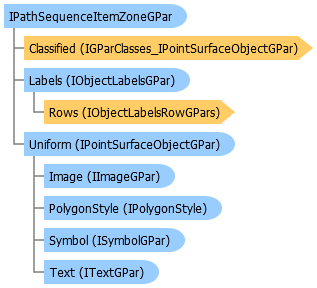 IPathSequenceItemZoneGPar
Classified (IGParClasses_IPointSurfaceObjectGPar)
Labels (IObjectLabelsGPar)
Rows (IObjectLabelsRowGPars)
Uniform (IPointSurfaceObjectGPar)
Image (IImageGPar)
PolygonStyle (IPolygonStyle)
Symbol (ISymbolGPar)
Text (ITextGPar)